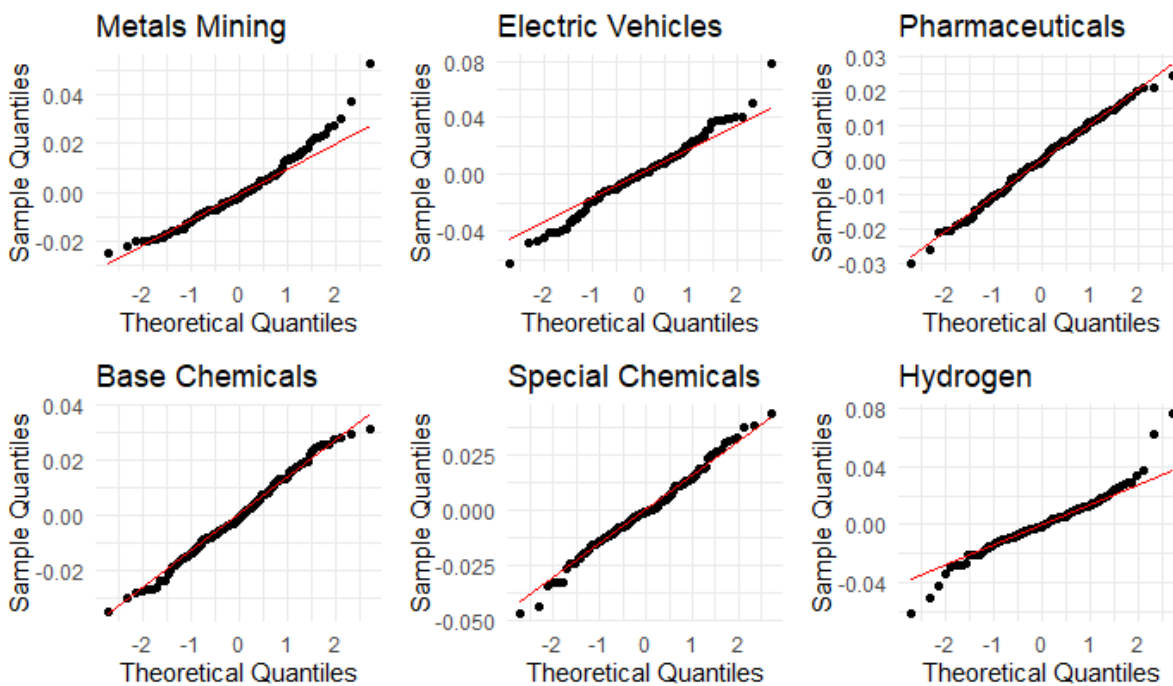 Metals Mining
Sample Quantiles
0.04
0.02
0.00
-0.02
-2 -1 0 1 2
Theoretical Quantiles
Electric Vehicles
Sample Quantiles
0.08
0.04
0.00
-0.04
-2 -1 0 1 2
Theoretical Quantiles
Pharmaceuticals
Sample Quantiles
0.03
0.02
0.01
0.00
-0.01
-0.02
-0.03
-2 -1 0 1 2
Theoretical Quantiles
Base Chemicals
Sample Quantiles
0.04
0.02
0.00
-0.02
-2 -1 0 1 2
Theoretical Quantiles
Special Chemicals
Sample Quantiles
0.025
0.000
-0.025
-0.050
-2 -1 0 1 2
Theoretical Quantiles
Hydrogen
Sample Quantiles
0.08
0.04
0.00
-0.04
-2 -1 0 1 2
Theoretical Quantiles